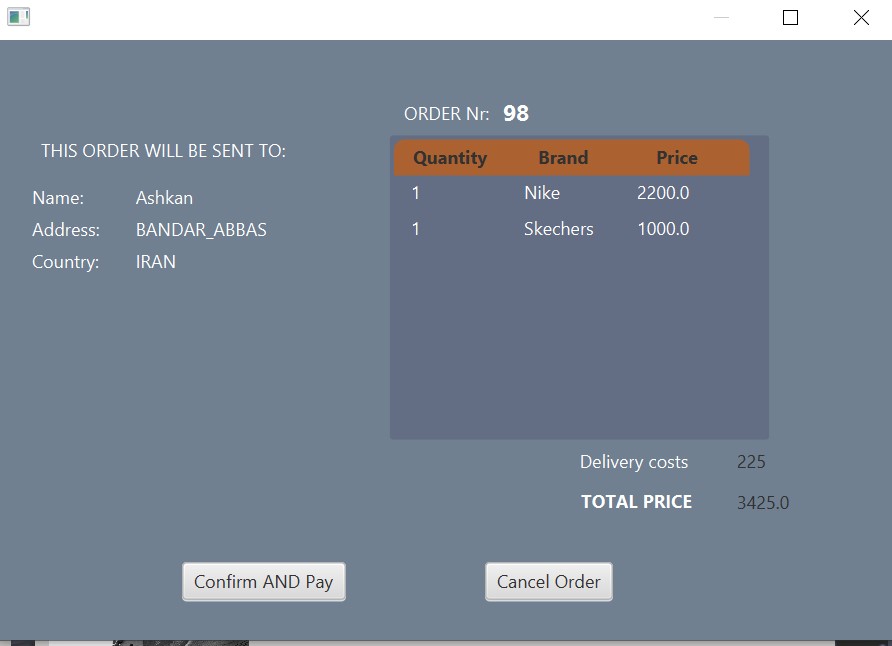 ORDER Nr: 98
THIS ORDER WILL BE SENT TO:
Name: Ashkan
Address: BANDAR_ABBAS
Country: IRAN
Quantity Brand Price
1 Nike 2200.0
1 Skechers 1000.0
Delivery costs 225
TOTAL PRICE 3425.0
Confirm AND Pay Cancel Order